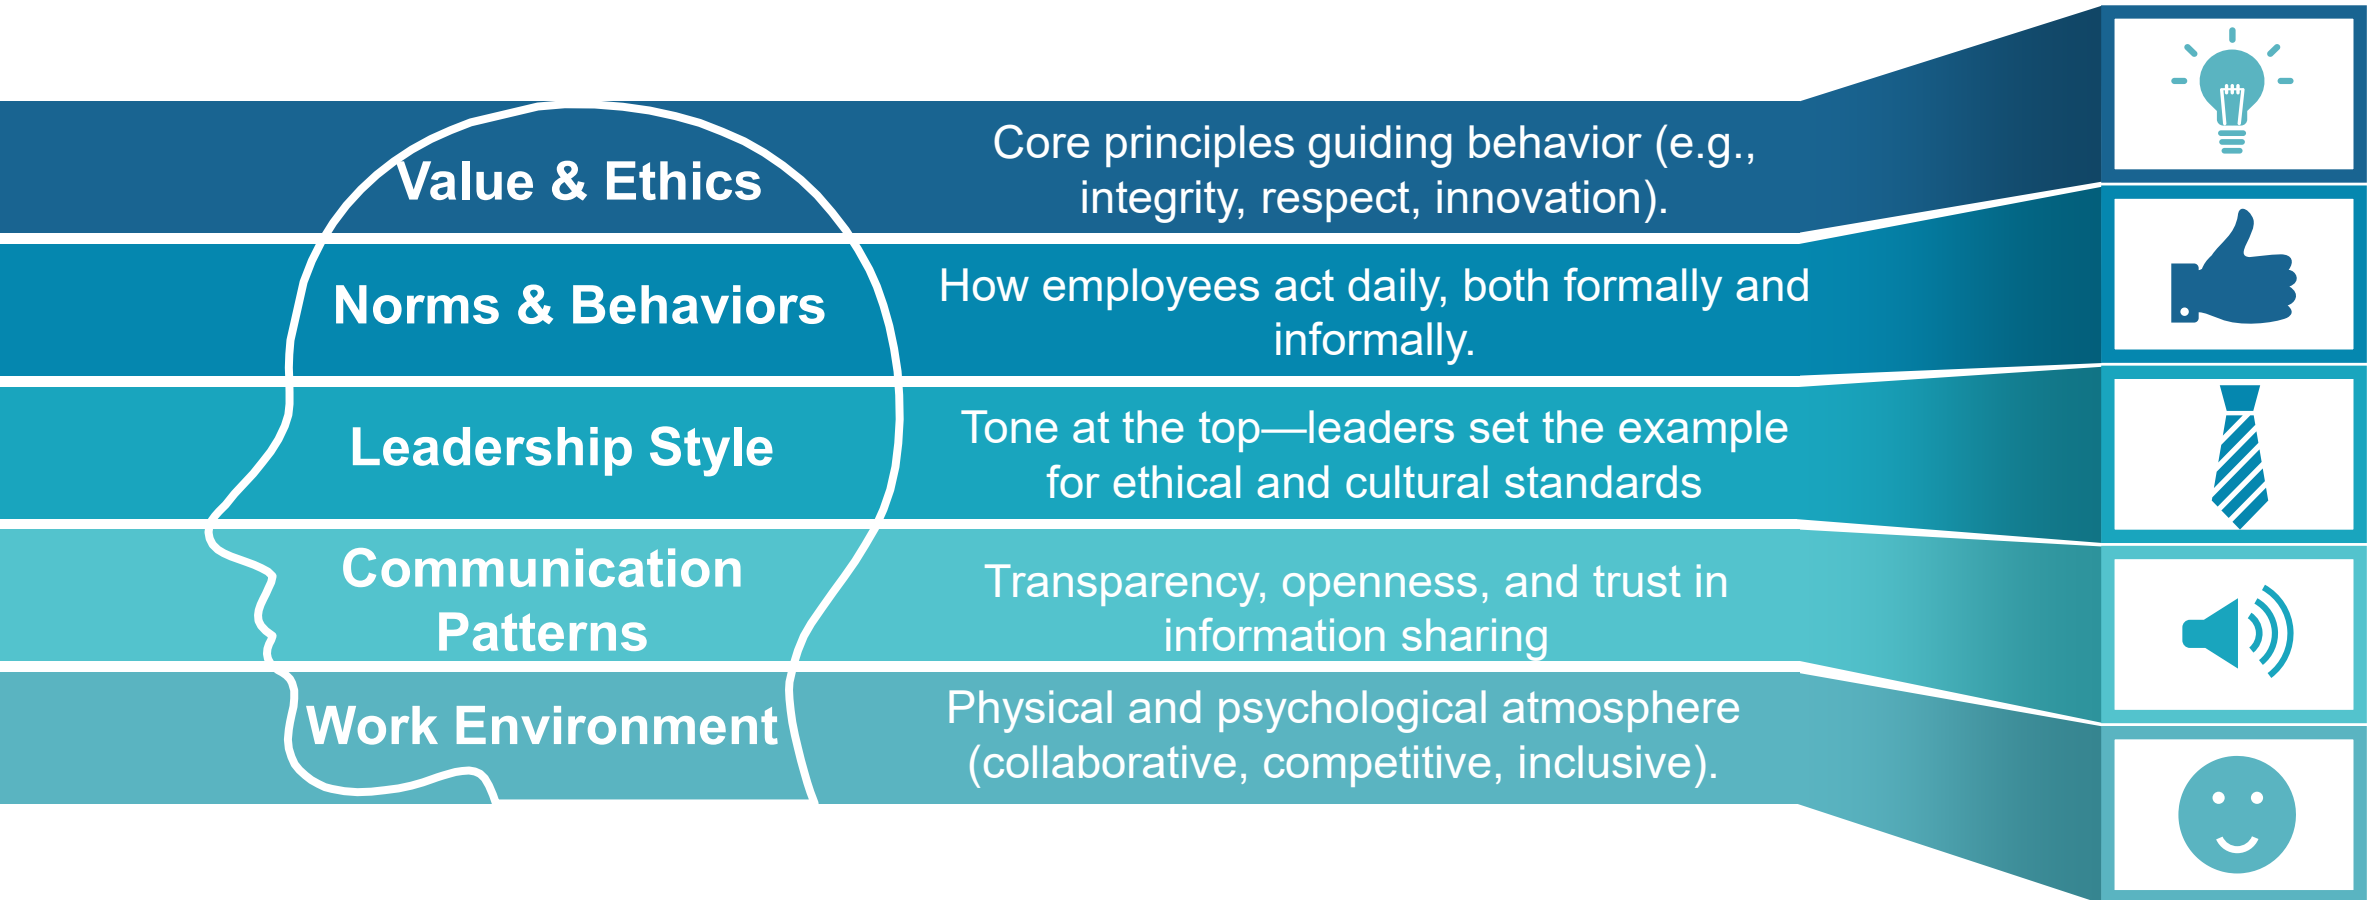 Value & Ethics
Core principles guiding behavior (e.g.,
integrity, respect, innovation).
Norms & Behaviors
How employees act daily, both formally and
informally.
Leadership Style
Tone at the top—leaders set the example
for ethical and cultural standards
Communication
Patterns
Transparency, openness, and trust in
information sharing
Work Environment
Physical and psychological atmosphere
(collaborative, competitive, inclusive).